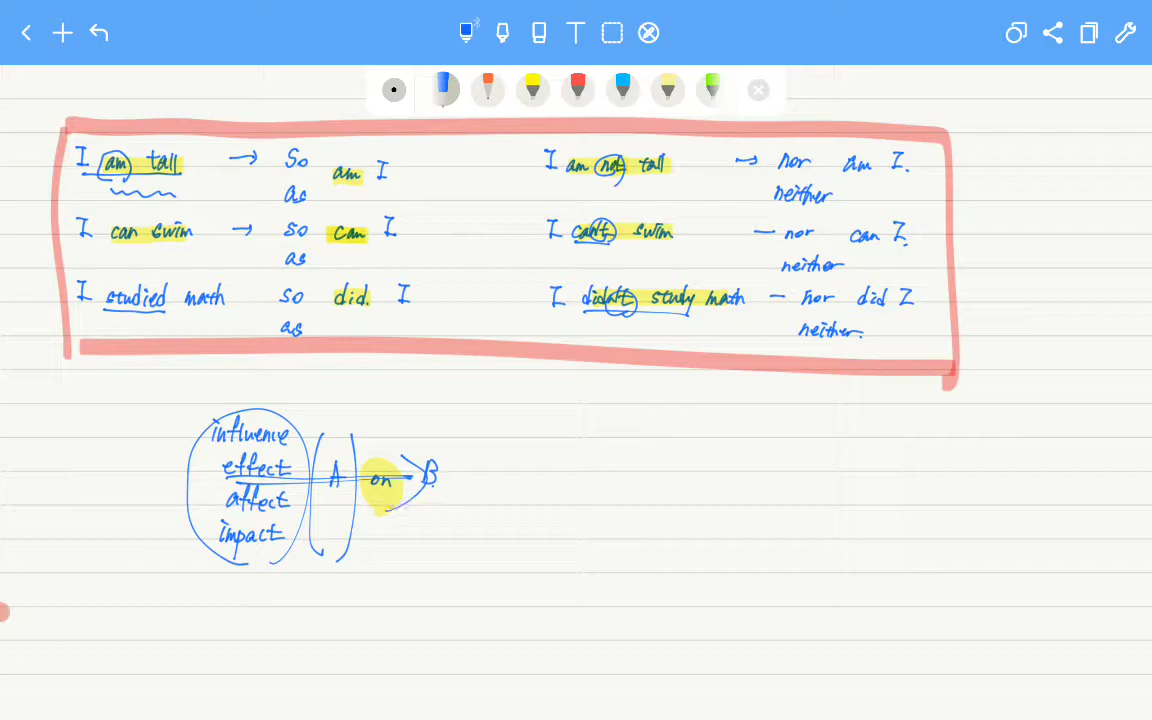 I am tall → So am I
as
I am not tall → nor am I.
neither
I can swim → so can I
as
I can't swim — nor can I.
neither
I studied math so did. I
as
I didn't study math — nor did I
neither.
influence
effect
affect
impact
A on B
T